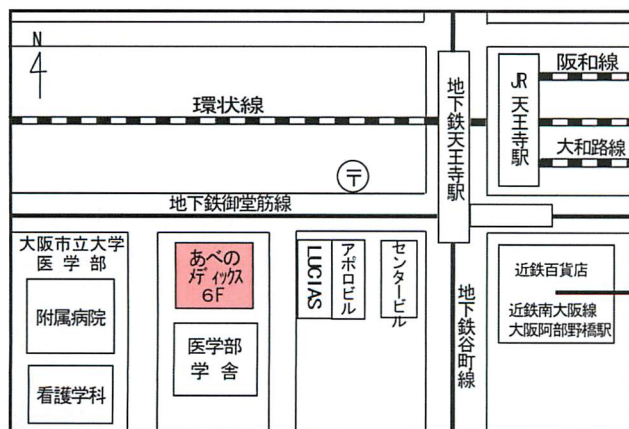 N
環状線
阪和線
JR天王寺駅
大和路線
地下鉄天王寺駅
〒
地下鉄御堂筋線
大阪市立大学
医学部
附属病院
看護学科
あべの
メディックス
6F
医学部
学舎
LUCIAS
アポロビル
センタービル
地下鉄谷町線
近鉄百貨店
近鉄南大阪線
大阪阿部野橋駅